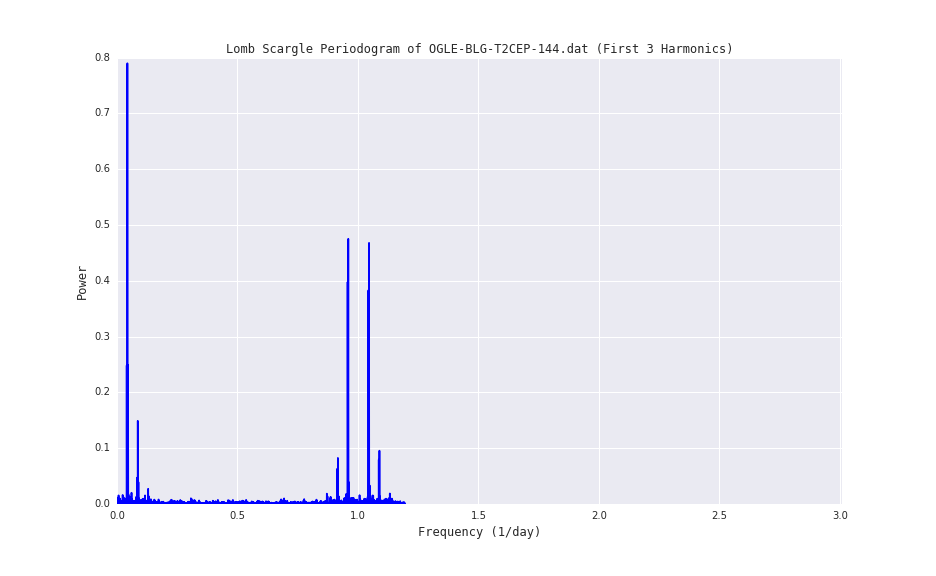 Lomb Scargle Periodogram of OGLE-BLG-T2CEP-144.dat (First 3 Harmonics)
0.8
0.7
0.6
0.5
0.4
0.3
0.2
0.1
0.0
Power
0.0 0.5 1.0 1.5 2.0 2.5 3.0
Frequency (1/day)